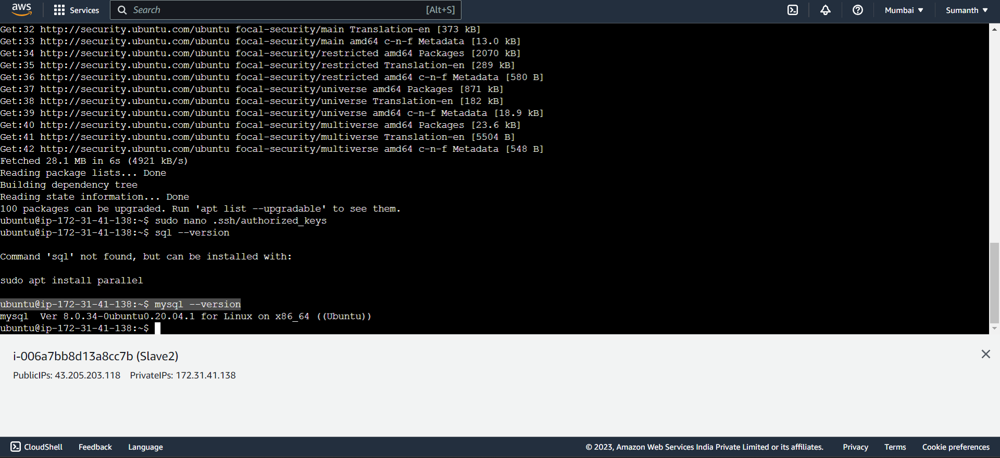 aws Services Search [Alt+S] Mumbai ▼ Sumanth ▼
Get:32 http://security.ubuntu.com/ubuntu focal-security/main Translation-en [373 kB]
Get:33 http://security.ubuntu.com/ubuntu focal-security/main amd64 c-n-f Metadata [13.0 kB]
Get:34 http://security.ubuntu.com/ubuntu focal-security/restricted amd64 Packages [2070 kB]
Get:35 http://security.ubuntu.com/ubuntu focal-security/restricted Translation-en [289 kB]
Get:36 http://security.ubuntu.com/ubuntu focal-security/restricted amd64 c-n-f Metadata [580 B]
Get:37 http://security.ubuntu.com/ubuntu focal-security/universe amd64 Packages [871 kB]
Get:38 http://security.ubuntu.com/ubuntu focal-security/universe Translation-en [182 kB]
Get:39 http://security.ubuntu.com/ubuntu focal-security/universe amd64 c-n-f Metadata [18.9 kB]
Get:40 http://security.ubuntu.com/ubuntu focal-security/multiverse amd64 Packages [23.6 kB]
Get:41 http://security.ubuntu.com/ubuntu focal-security/multiverse Translation-en [5504 B]
Get:42 http://security.ubuntu.com/ubuntu focal-security/multiverse amd64 c-n-f Metadata [548 B]
Fetched 28.1 MB in 6s (4921 kB/s)
Reading package lists... Done
Building dependency tree
Reading state information... Done
100 packages can be upgraded. Run 'apt list --upgradable' to see them.
ubuntu@ip-172-31-41-138:~$ sudo nano .ssh/authorized_keys
ubuntu@ip-172-31-41-138:~$ sql --version
Command 'sql' not found, but can be installed with:
sudo apt install parallel
ubuntu@ip-172-31-41-138:~$ mysql --version
mysql  Ver 8.0.34-0ubuntu0.20.04.1 for Linux on x86_64 ((Ubuntu))
ubuntu@ip-172-31-41-138:~$
i-006a7bb8d13a8cc7b (Slave2)
PublicIPs: 43.205.203.118 PrivateIPs: 172.31.41.138
CloudShell Feedback Language © 2023, Amazon Web Services India Private Limited or its affiliates. Privacy Terms Cookie preferences